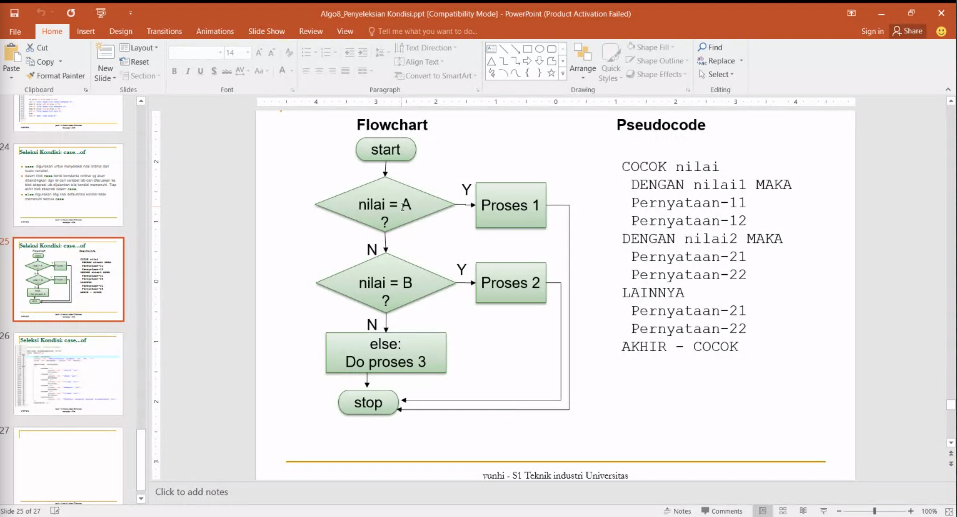 Algo8_Penyeleksian Kondisi.ppt [Compatibility Mode] - PowerPoint (Product Activation Failed)
File Home Insert Design Transitions Animations Slide Show Review View Tell me what you want to do... Sign in Share
Cut
Copy
Format Painter
Paste
Clipboard
New
Slide
Layout
Reset
Section
Slides
14
Font
Text Direction
Align Text
Convert to SmartArt
Paragraph
Arrange
Quick
Styles
Shape Fill
Shape Outline
Shape Effects
Drawing
Find
Replace
Select
Editing
24
Seleksi Kondisi: case...of
25
Seleksi Kondisi: case...of
26
Seleksi Kondisi: case...of
27
Flowchart
start
nilai = A
?
Y
Proses 1
N
nilai = B
?
Y
Proses 2
N
else:
Do proses 3
stop
Pseudocode
COCOK nilai
DENGAN nilai1 MAKA
Pernyataan-11
Pernyataan-12
DENGAN nilai2 MAKA
Pernyataan-21
Pernyataan-22
LAINNYA
Pernyataan-21
Pernyataan-22
AKHIR - COCOK
yunhi - S1 Teknik industri Universitas
Click to add notes
Slide 25 of 27
Notes
Comments
100%